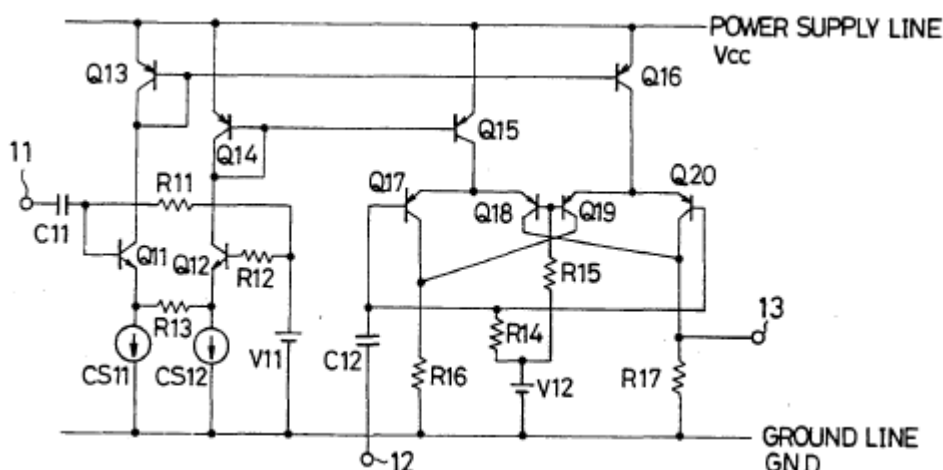 POWER SUPPLY LINE
Vcc
Q13
Q16
Q14
Q15
11
R11
Q17
Q20
Q18
Q19
C11
Q11
Q12
R12
R15
13
R13
R14
CS11
CS12
V11
C12
R16
V12
R17
GROUND LINE
GND
12